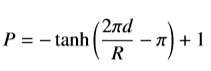 P = − tanh(2πd/R − π) + 1